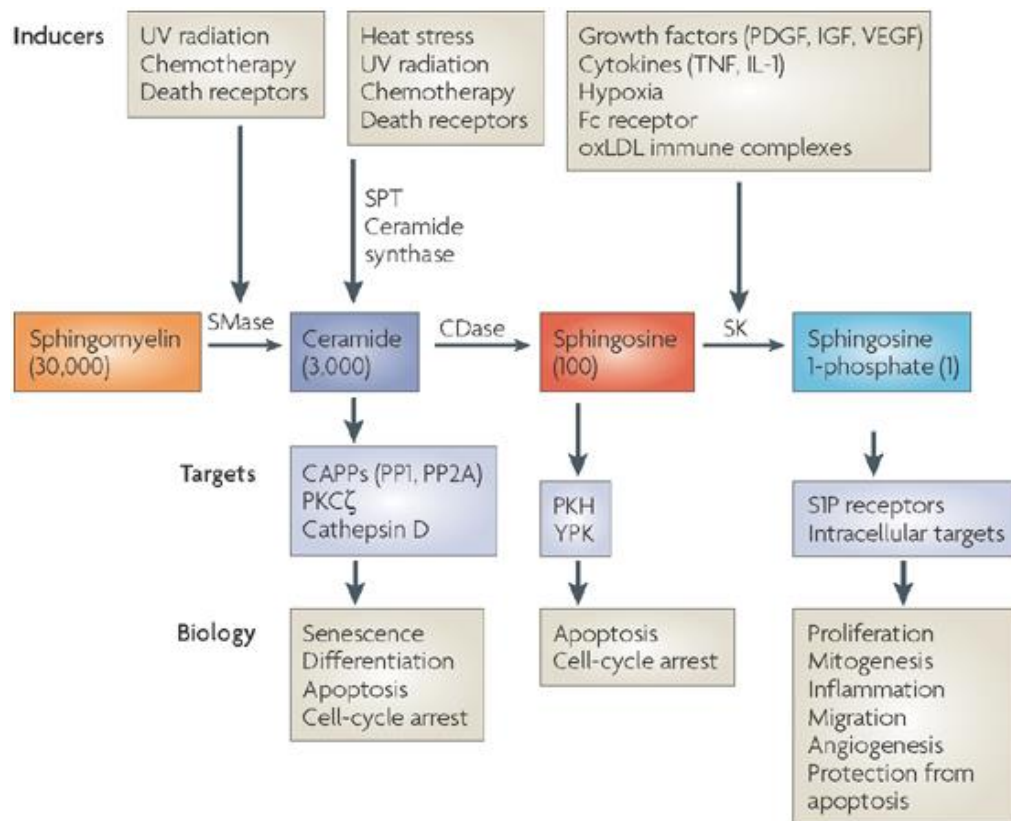 Inducers
UV radiation
Chemotherapy
Death receptors
Heat stress
UV radiation
Chemotherapy
Death receptors
Growth factors (PDGF, IGF, VEGF)
Cytokines (TNF, IL-1)
Hypoxia
Fc receptor
oxLDL immune complexes
SPT
Ceramide
synthase
Sphingomyelin
(30,000)
SMase
Ceramide
(3,000)
CDase
Sphingosine
(100)
SK
Sphingosine
1-phosphate (1)
Targets
CAPPs (PP1, PP2A)
PKCζ
Cathepsin D
PKH
YPK
S1P receptors
Intracellular targets
Biology
Senescence
Differentiation
Apoptosis
Cell-cycle arrest
Apoptosis
Cell-cycle arrest
Proliferation
Mitogenesis
Inflammation
Migration
Angiogenesis
Protection from
apoptosis